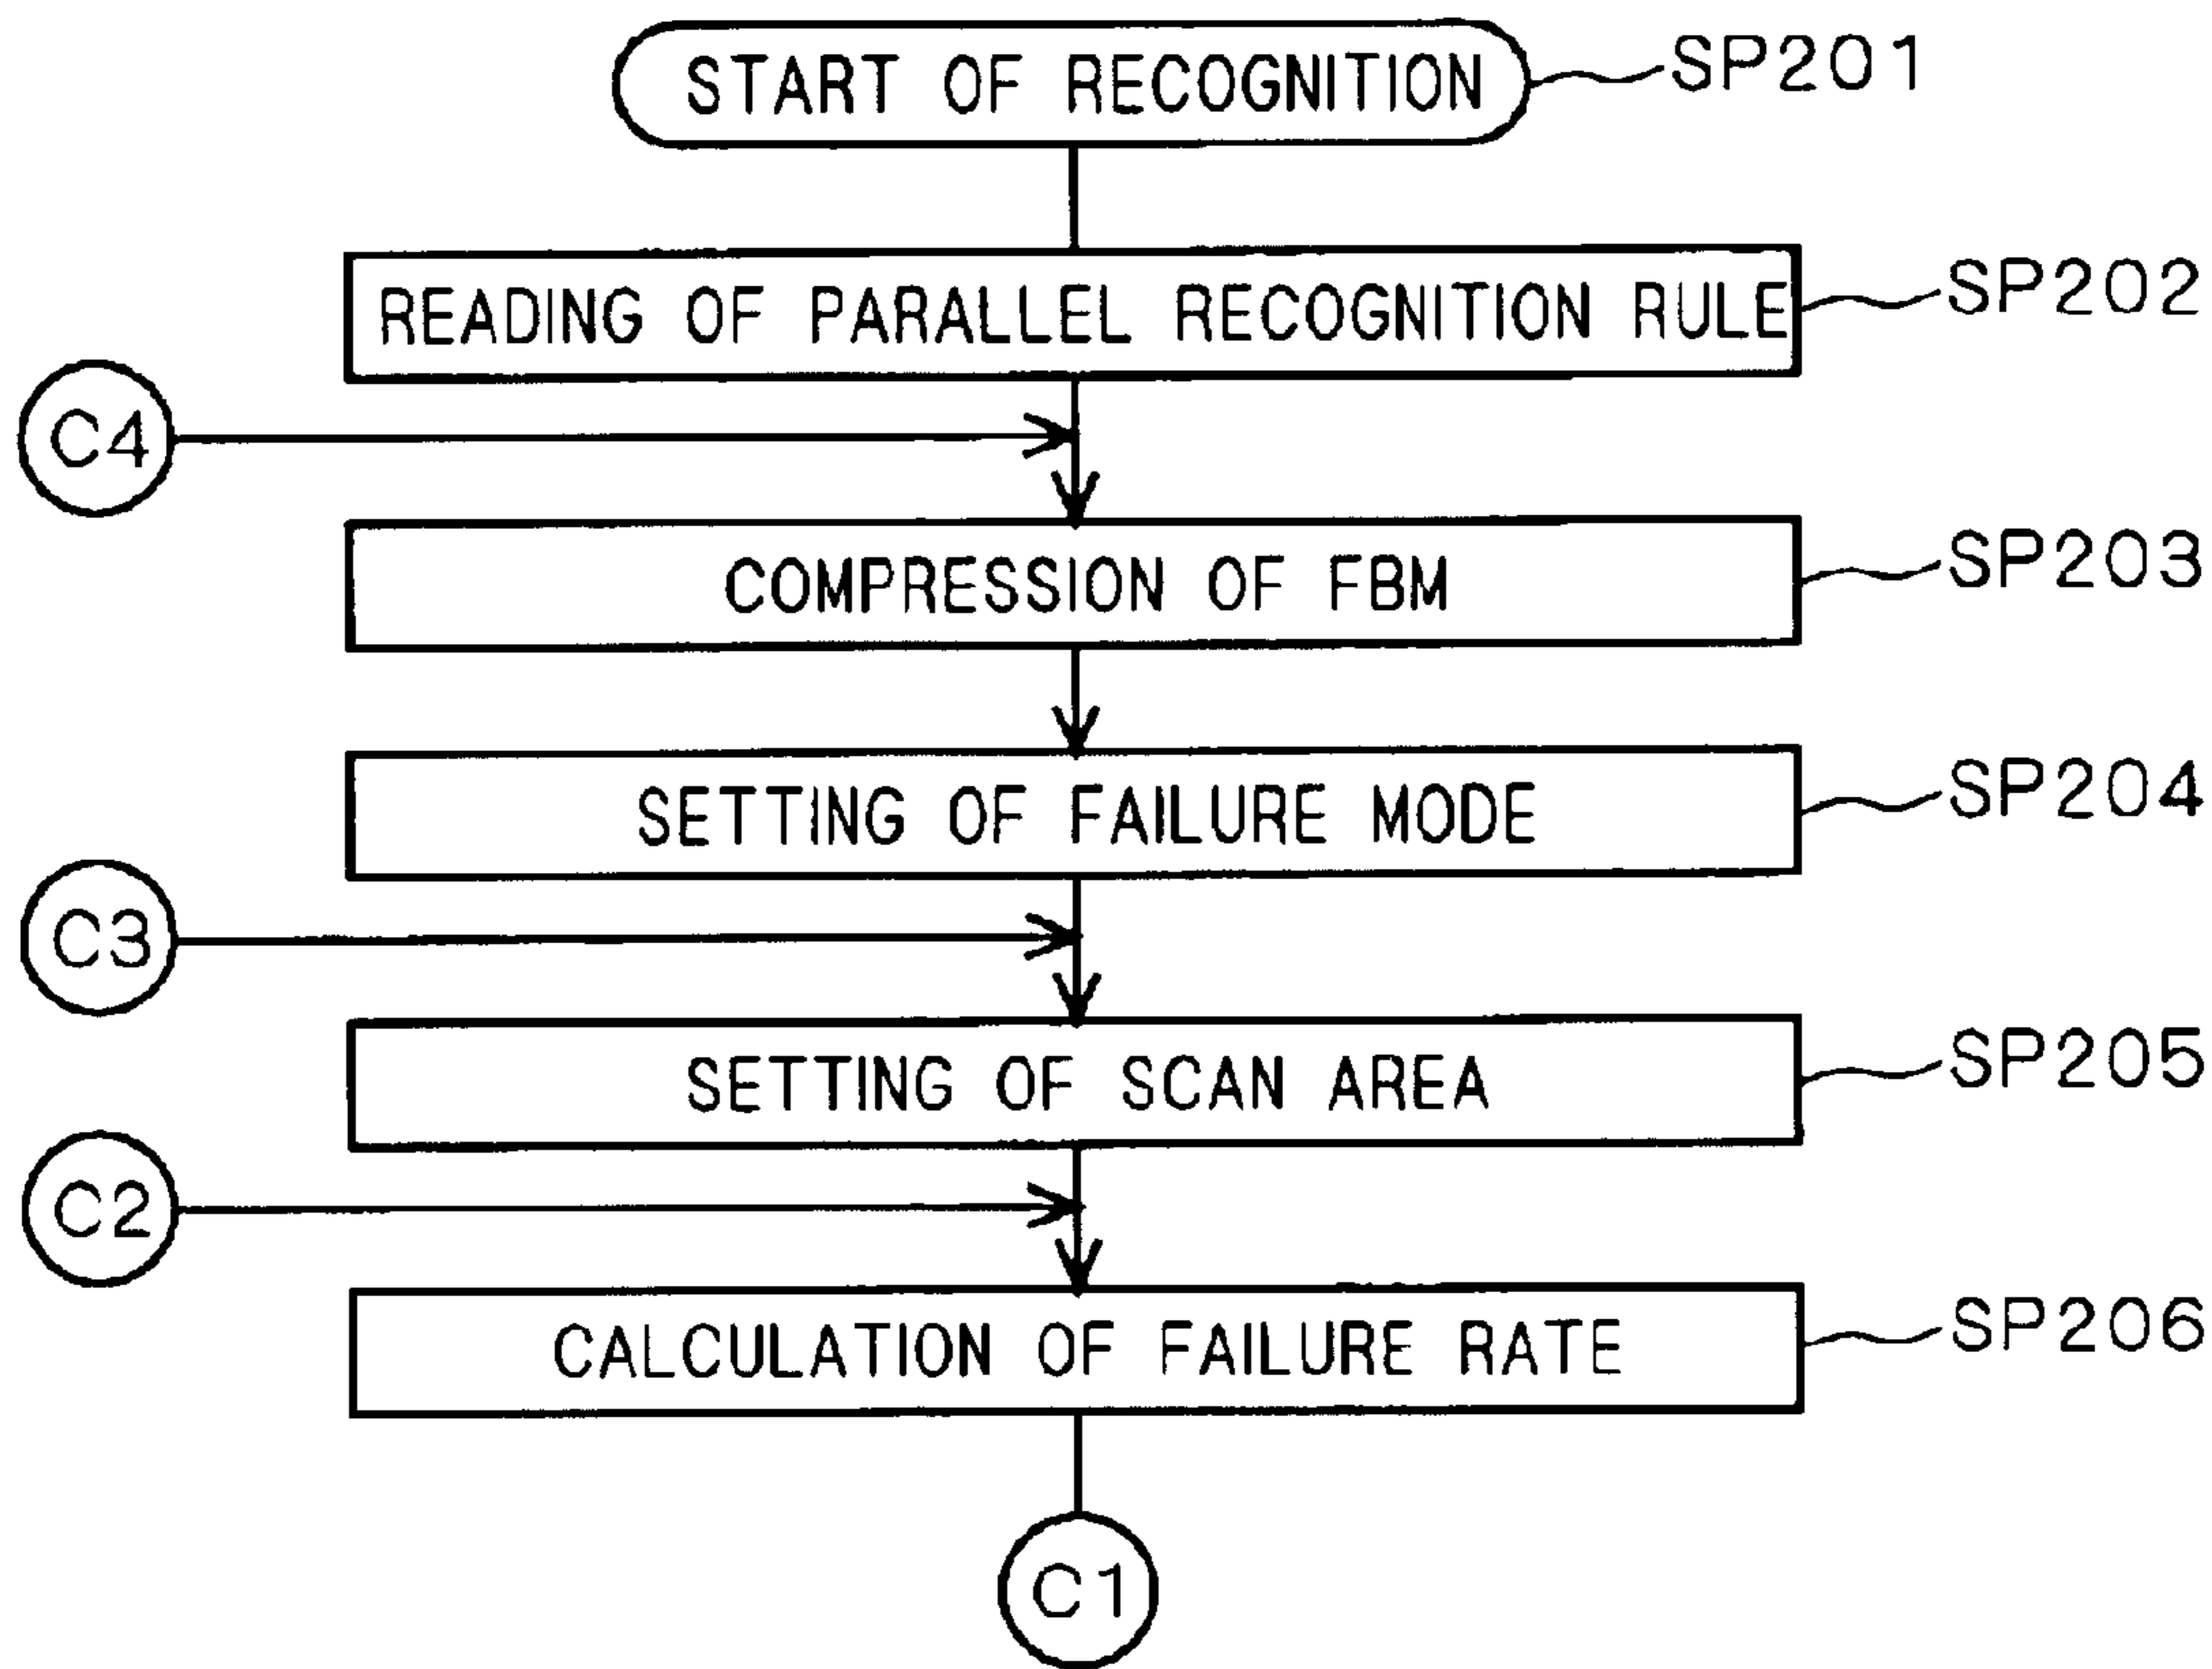 START OF RECOGNITION SP201
READING OF PARALLEL RECOGNITION RULE SP202
C4
COMPRESSION OF FBM SP203
SETTING OF FAILURE MODE SP204
C3
SETTING OF SCAN AREA SP205
C2
CALCULATION OF FAILURE RATE SP206
C1